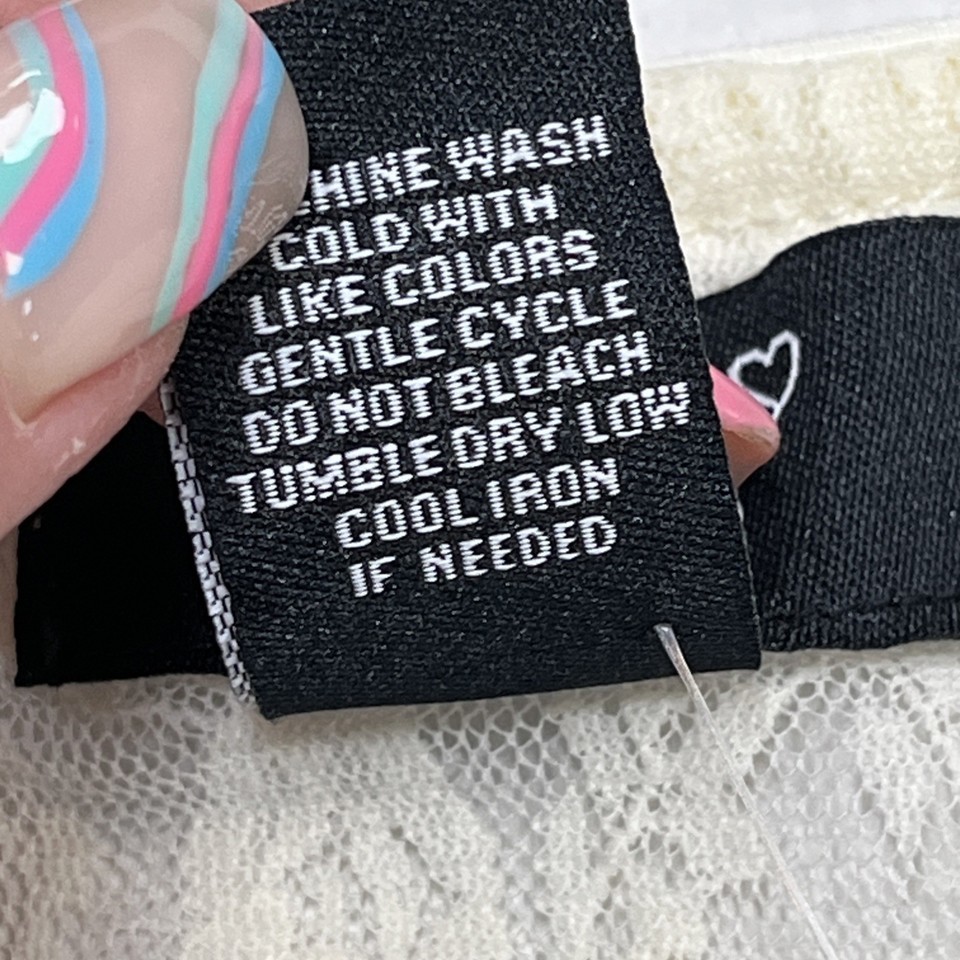 CHINE WASH
COLD WITH
LIKE COLORS
GENTLE CYCLE
DO NOT BLEACH
TUMBLE DRY LOW
COOL IRON
IF NEEDED